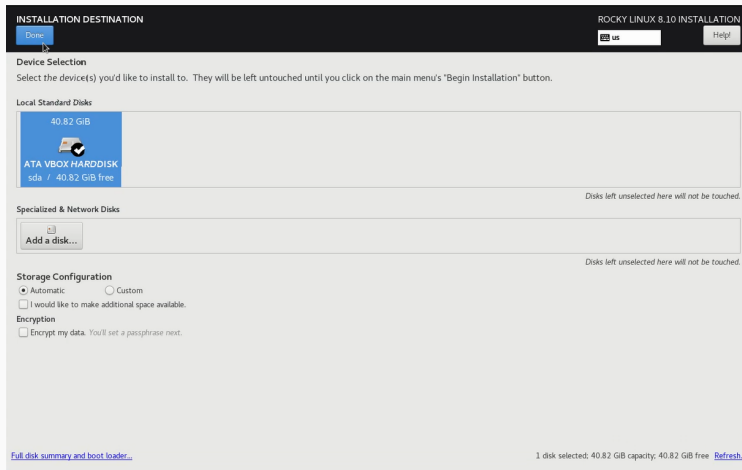 INSTALLATION DESTINATION
ROCKY LINUX 8.10 INSTALLATION
Done
us
Help!
Device Selection
Select the device(s) you'd like to install to. They will be left untouched until you click on the main menu's "Begin Installation" button.
Local Standard Disks
40.82 GiB
ATA VBOX HARDDISK
sda / 40.82 GiB free
Disks left unselected here will not be touched.
Specialized & Network Disks
Add a disk...
Disks left unselected here will not be touched.
Storage Configuration
Automatic
Custom
I would like to make additional space available.
Encryption
Encrypt my data. You'll set a passphrase next.
Full disk summary and boot loader...
1 disk selected; 40.82 GiB capacity; 40.82 GiB free Refresh.